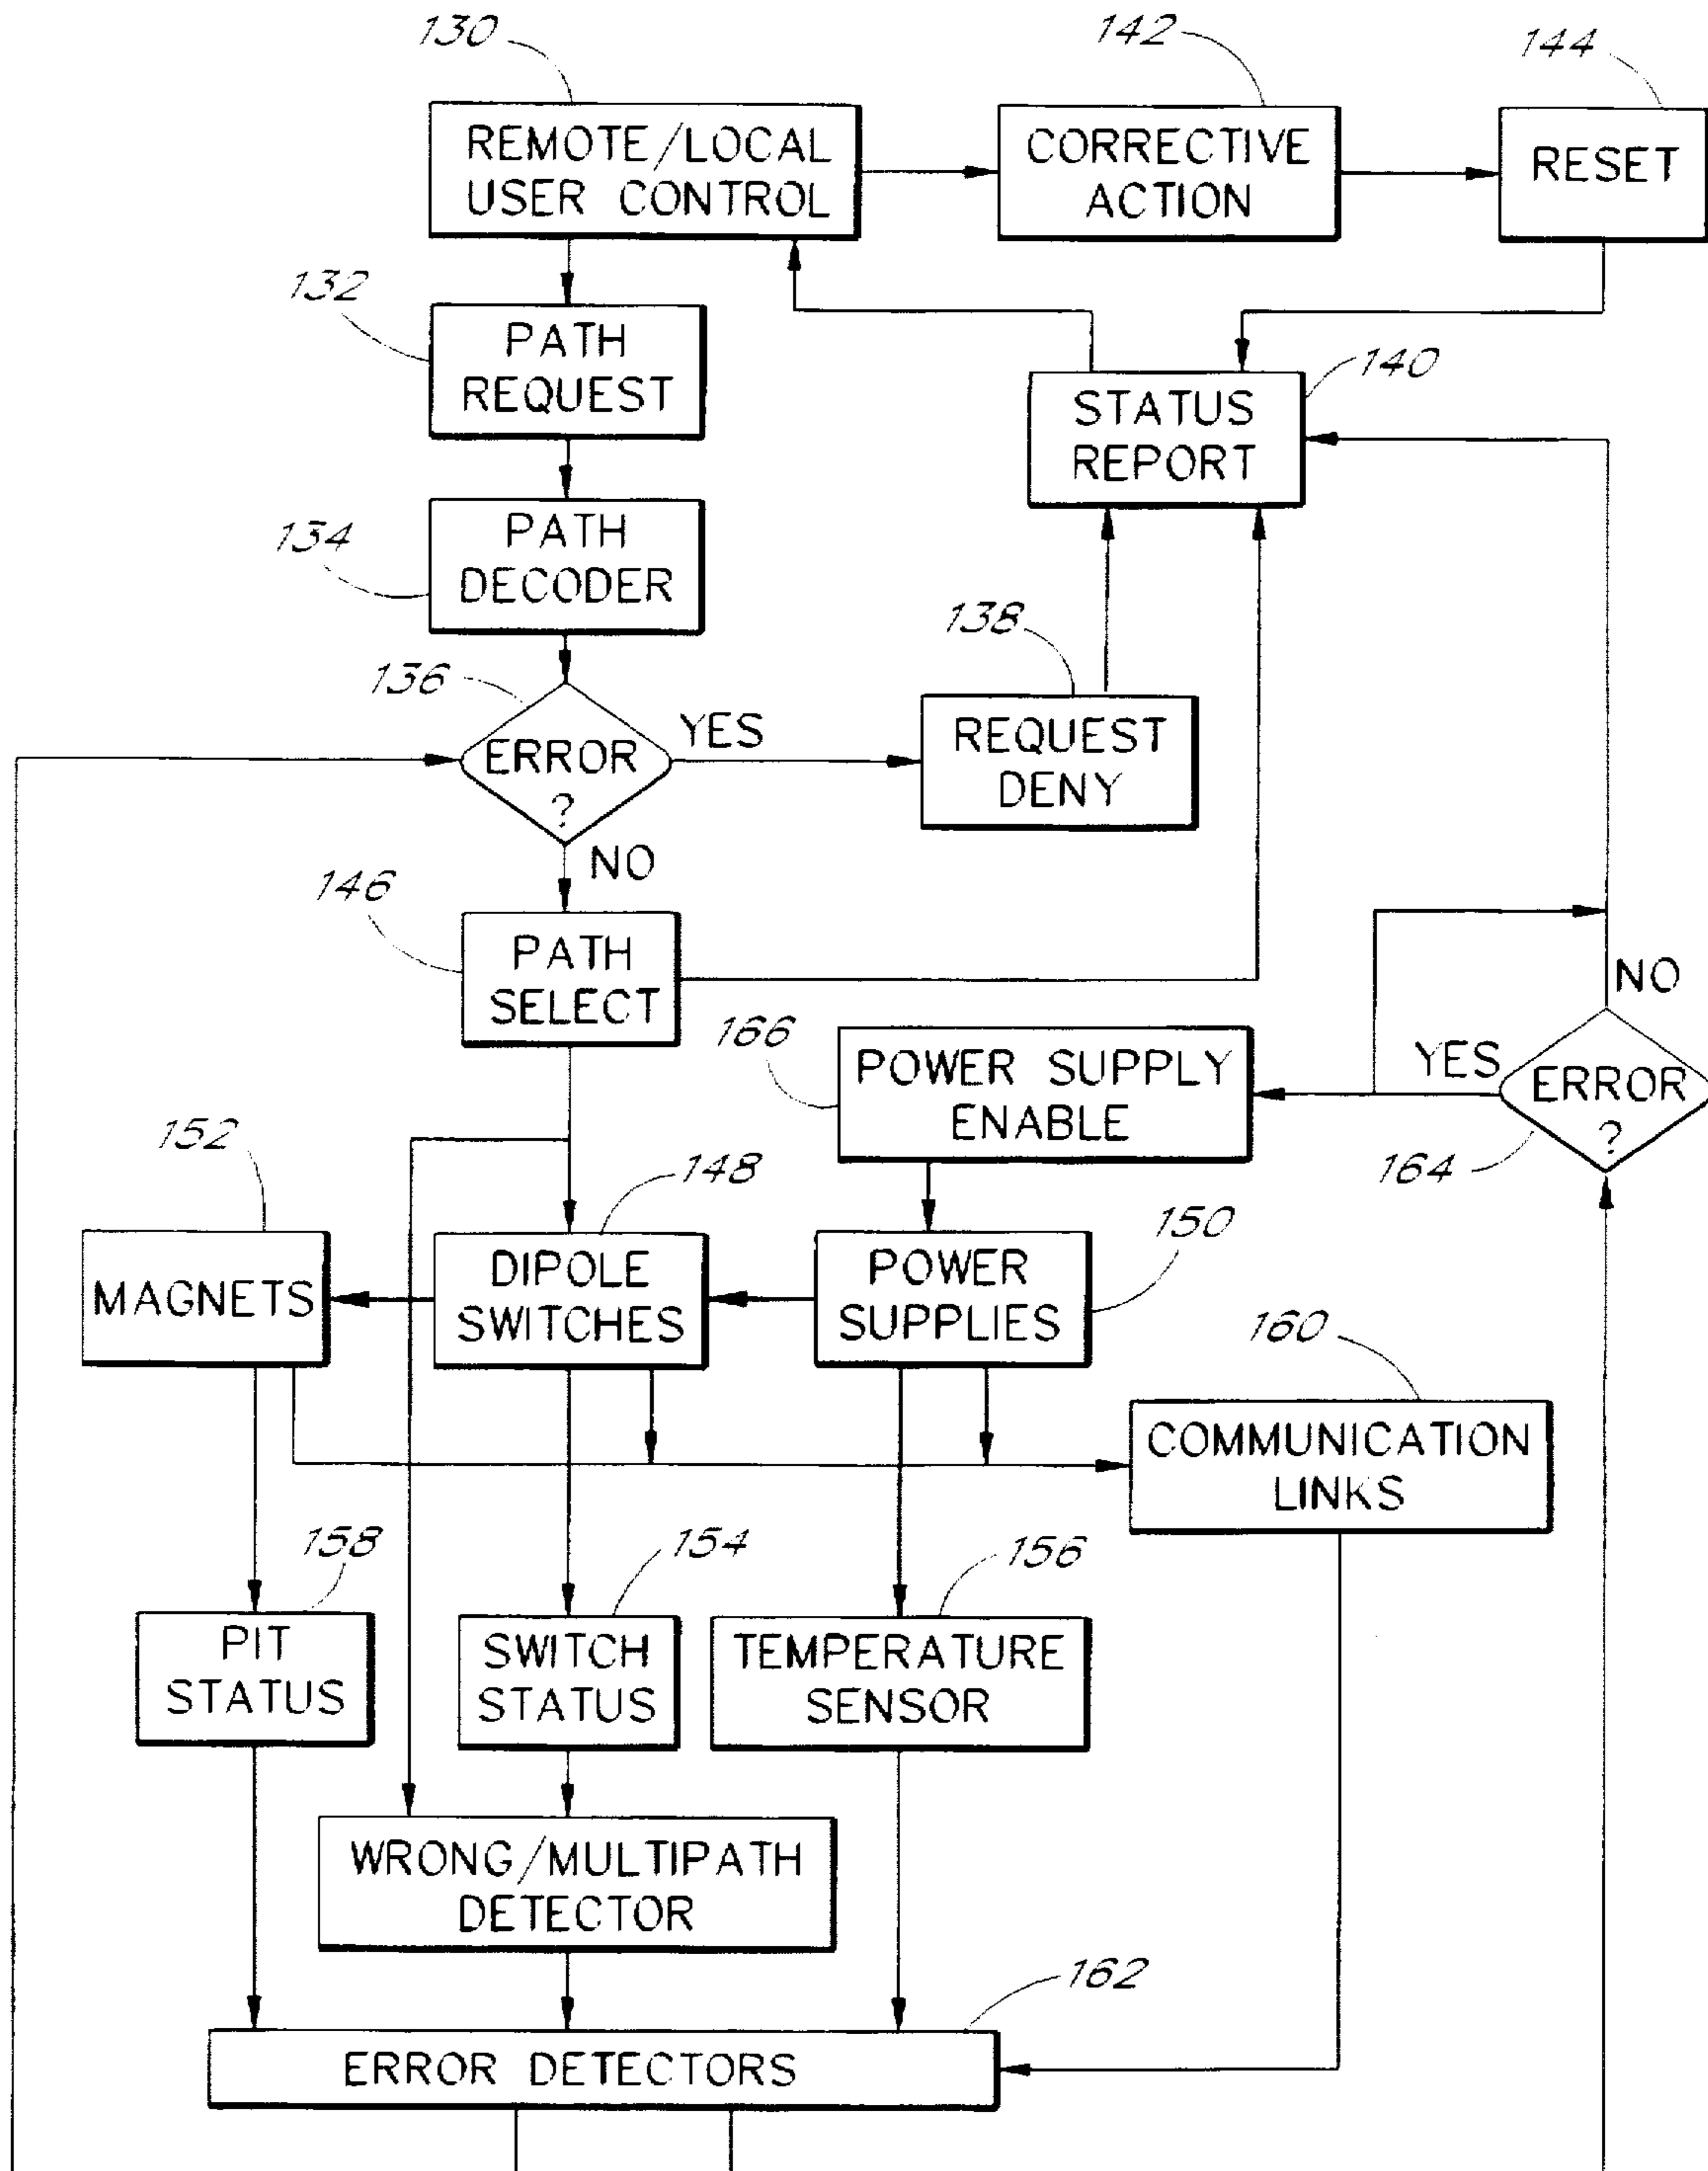 130
142
144
REMOTE/LOCAL
USER CONTROL
CORRECTIVE
ACTION
RESET
132
PATH
REQUEST
140
STATUS
REPORT
134
PATH
DECODER
138
136
YES
ERROR
?
REQUEST
DENY
NO
146
PATH
SELECT
NO
166
POWER SUPPLY
ENABLE
YES
ERROR
?
164
152
148
150
MAGNETS
DIPOLE
SWITCHES
POWER
SUPPLIES
160
COMMUNICATION
LINKS
158
154
156
PIT
STATUS
SWITCH
STATUS
TEMPERATURE
SENSOR
WRONG/MULTIPATH
DETECTOR
162
ERROR DETECTORS